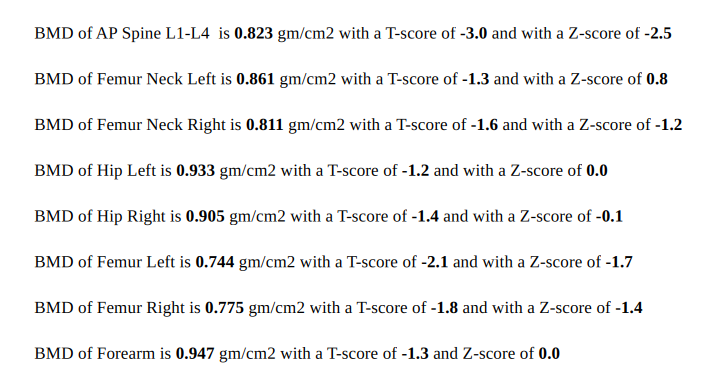 BMD of AP Spine L1-L4  is 0.823 gm/cm2 with a T-score of -3.0 and with a Z-score of -2.5
BMD of Femur Neck Left is 0.861 gm/cm2 with a T-score of -1.3 and with a Z-score of 0.8
BMD of Femur Neck Right is 0.811 gm/cm2 with a T-score of -1.6 and with a Z-score of -1.2
BMD of Hip Left is 0.933 gm/cm2 with a T-score of -1.2 and with a Z-score of 0.0
BMD of Hip Right is 0.905 gm/cm2 with a T-score of -1.4 and with a Z-score of -0.1
BMD of Femur Left is 0.744 gm/cm2 with a T-score of -2.1 and with a Z-score of -1.7
BMD of Femur Right is 0.775 gm/cm2 with a T-score of -1.8 and with a Z-score of -1.4
BMD of Forearm is 0.947 gm/cm2 with a T-score of -1.3 and Z-score of 0.0